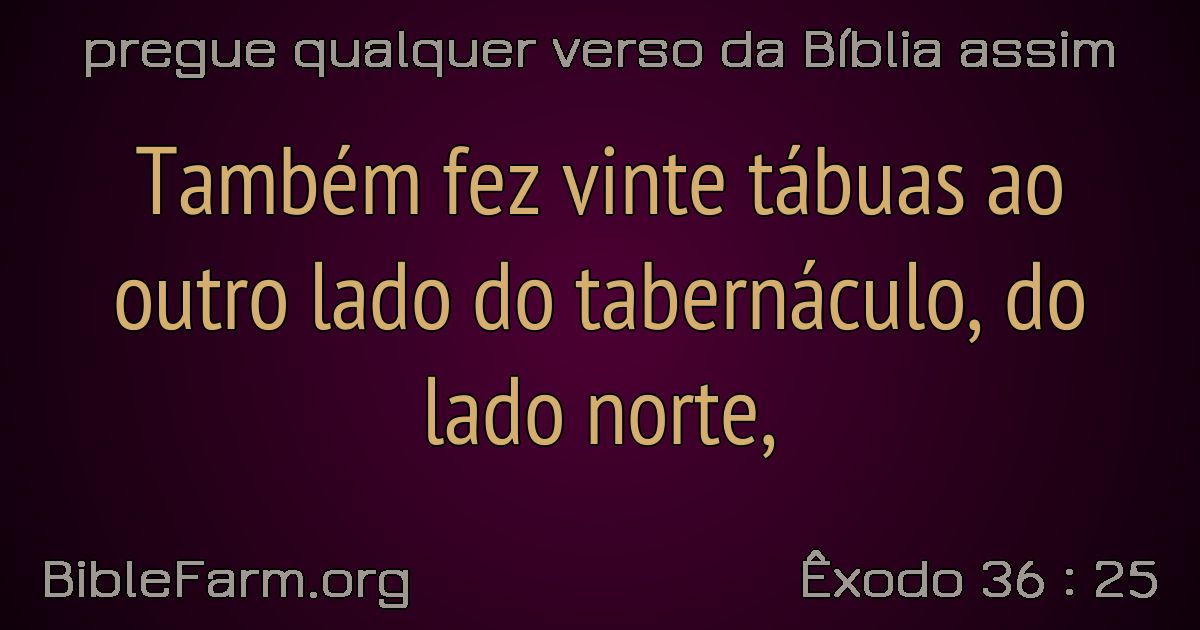 pregue qualquer verso da Bíblia assim
Também fez vinte tábuas ao
outro lado do tabernáculo, do
lado norte,
BibleFarm.org
Êxodo 36 : 25